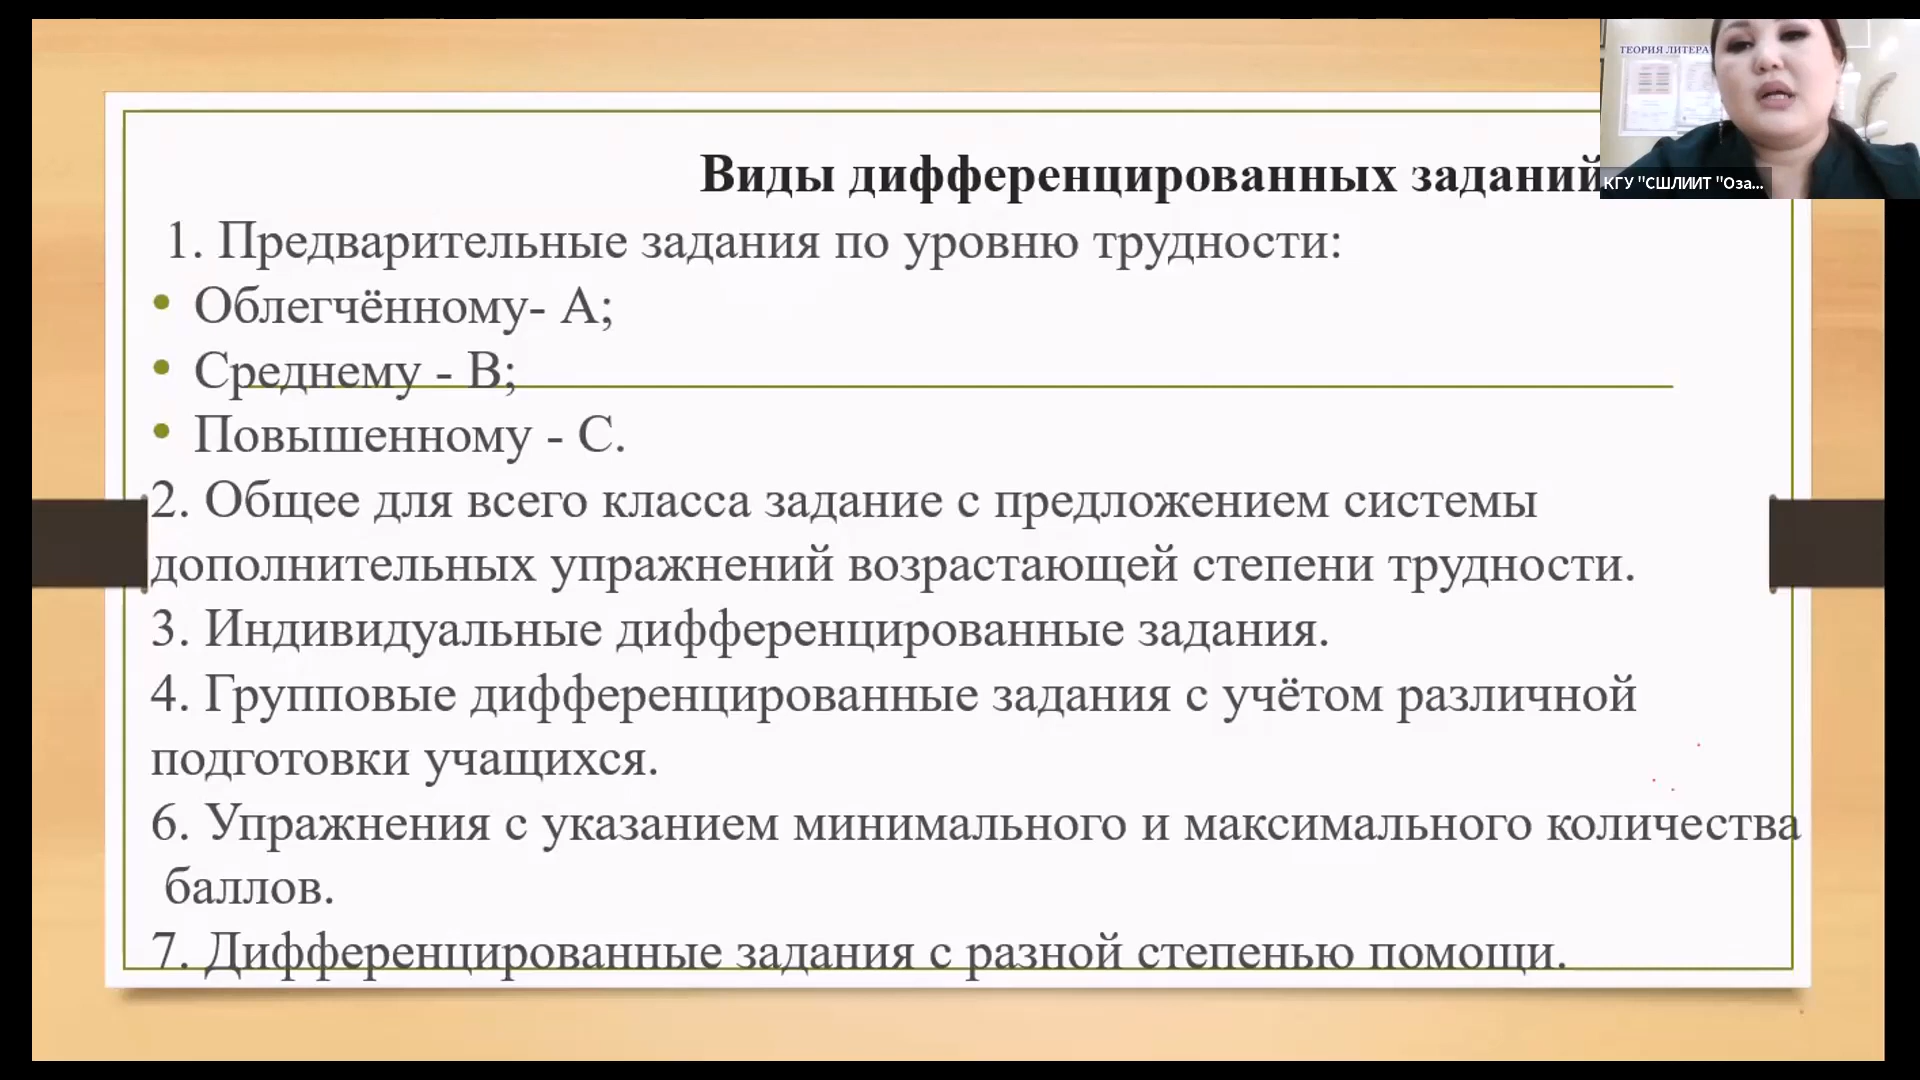 ТЕОРИЯ ЛИТЕРА
КГУ "СШЛИИТ "Оза...
Виды дифференцированных заданий
1. Предварительные задания по уровню трудности:
• Облегчённому- А;
• Среднему - В;
• Повышенному - С.
2. Общее для всего класса задание с предложением системы
дополнительных упражнений возрастающей степени трудности.
3. Индивидуальные дифференцированные задания.
4. Групповые дифференцированные задания с учётом различной
подготовки учащихся.
6. Упражнения с указанием минимального и максимального количества
баллов.
7. Дифференцированные задания с разной степенью помощи.